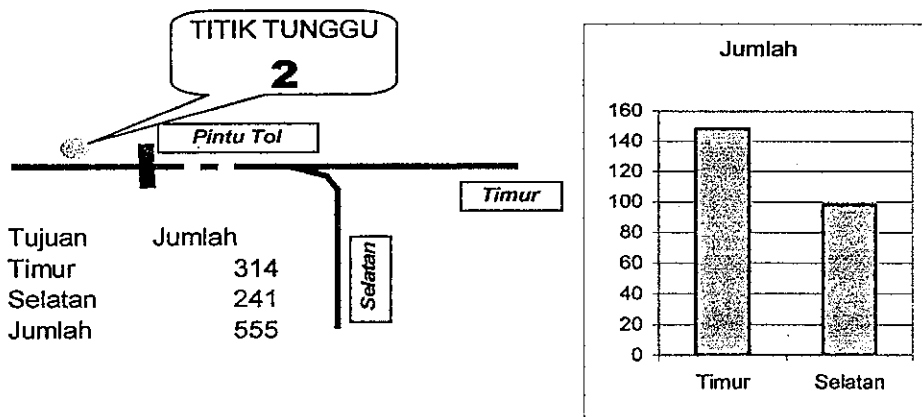 TITIK TUNGGU
2
Pintu Tol
Timur
Selatan
Tujuan Jumlah
Timur 314
Selatan 241
Jumlah 555
Jumlah
160
140
120
100
80
60
40
20
0
Timur Selatan